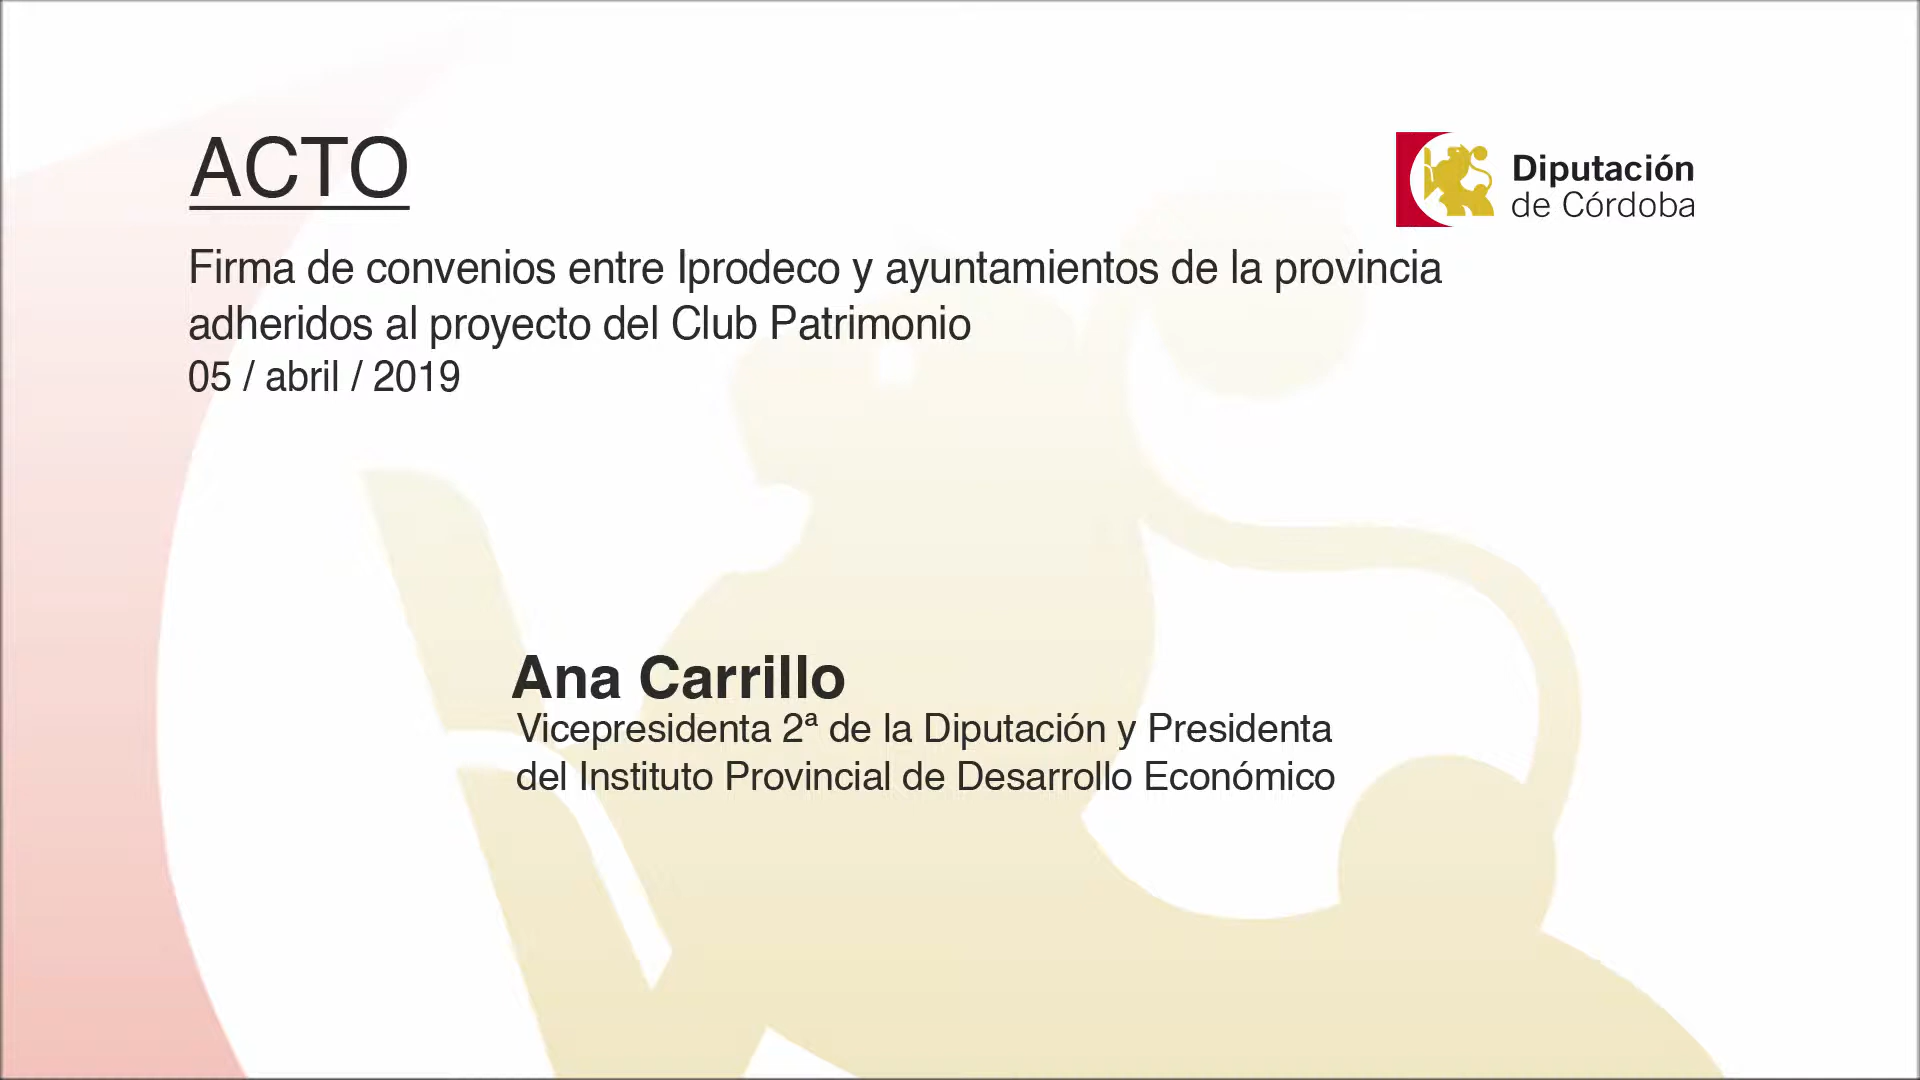 ACTO
Diputación
de Córdoba
Firma de convenios entre Iprodeco y ayuntamientos de la provincia
adheridos al proyecto del Club Patrimonio
05 / abril / 2019
Ana Carrillo
Vicepresidenta 2ª de la Diputación y Presidenta
del Instituto Provincial de Desarrollo Económico